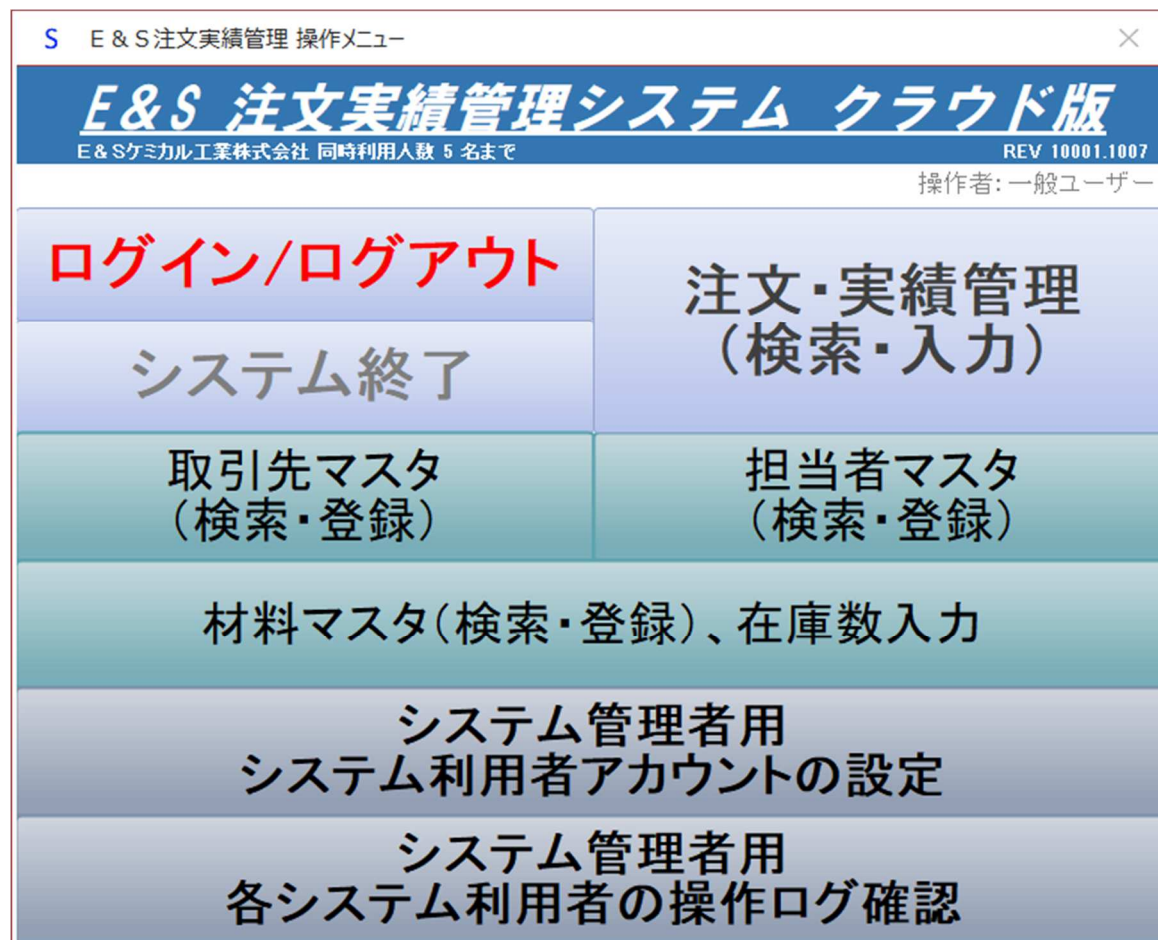 S E&S注文実績管理 操作メニュー
E&S 注文実績管理システム クラウド版
E&Sケミカル工業株式会社 同時利用人数 5 名まで REV 10001.1007
操作者:一般ユーザー
ログイン/ログアウト
注文・実績管理
(検索・入力)
システム終了
取引先マスタ
(検索・登録)
担当者マスタ
(検索・登録)
材料マスタ(検索・登録)、在庫数入力
システム管理者用
システム利用者アカウントの設定
システム管理者用
各システム利用者の操作ログ確認